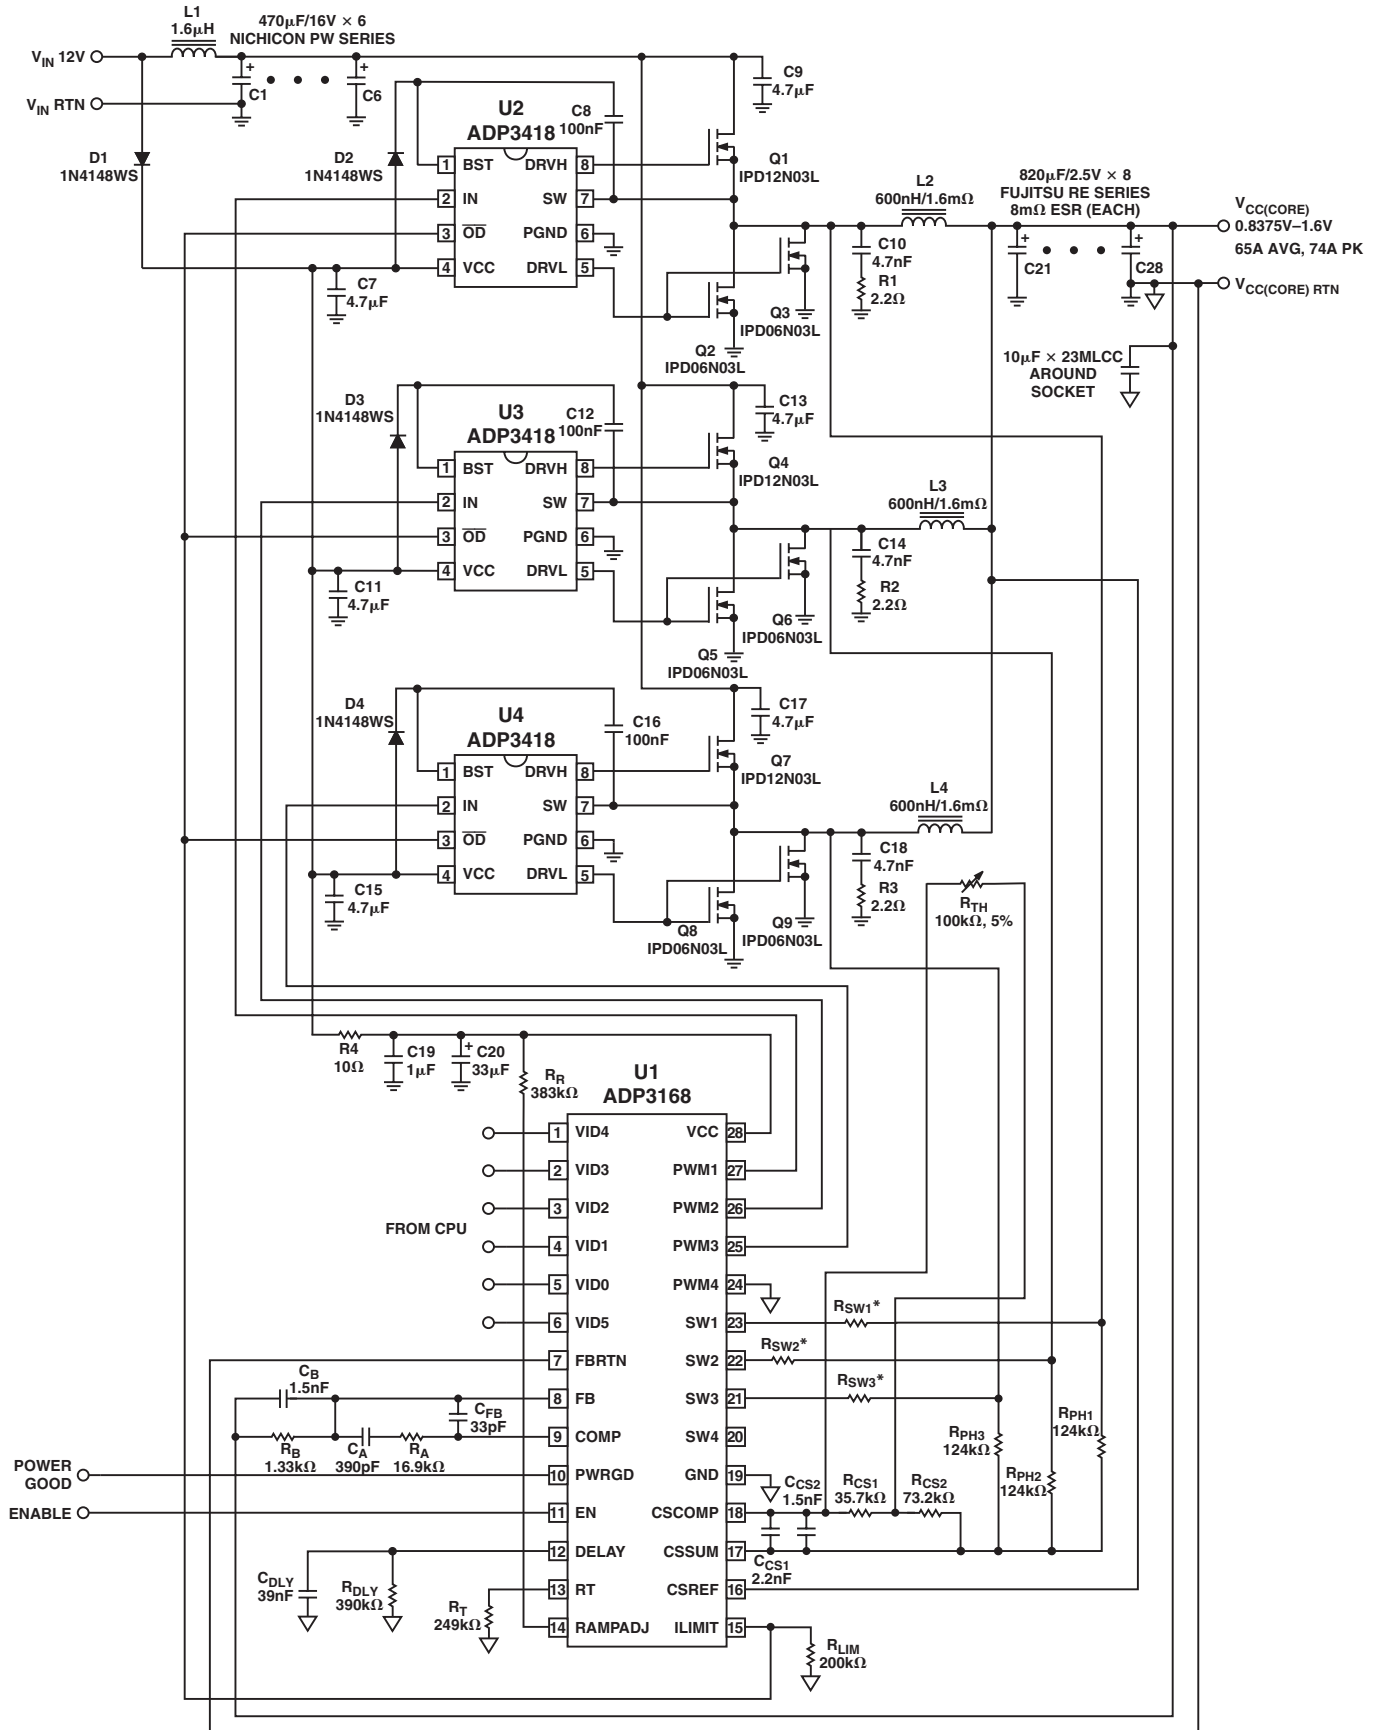 L1
1.6μH
470μF/16V × 6
NICHICON PW SERIES
VIN 12V
VIN RTN
+
C1
+
C6
C9
4.7μF
D1
1N4148WS
D2
1N4148WS
U2
ADP3418
C8
100nF
1 BST DRVH 8
2 IN SW 7
3 OD PGND 6
4 VCC DRVL 5
C7
4.7μF
Q1
IPD12N03L
Q3
IPD06N03L
Q2
IPD06N03L
L2
600nH/1.6mΩ
C10
4.7nF
R1
2.2Ω
820μF/2.5V × 8
FUJITSU RE SERIES
8mΩ ESR (EACH)
+
C21
+
C28
VCC(CORE)
0.8375V–1.6V
65A AVG, 74A PK
VCC(CORE) RTN
10μF × 23MLCC
AROUND
SOCKET
D3
1N4148WS
U3
ADP3418
C12
100nF
C13
4.7μF
1 BST DRVH 8
2 IN SW 7
3 OD PGND 6
4 VCC DRVL 5
C11
4.7μF
Q4
IPD12N03L
Q6
IPD06N03L
Q5
IPD06N03L
L3
600nH/1.6mΩ
C14
4.7nF
R2
2.2Ω
D4
1N4148WS
U4
ADP3418
C16
100nF
C17
4.7μF
1 BST DRVH 8
2 IN SW 7
3 OD PGND 6
4 VCC DRVL 5
C15
4.7μF
Q7
IPD12N03L
Q9
IPD06N03L
Q8
IPD06N03L
L4
600nH/1.6mΩ
C18
4.7nF
R3
2.2Ω
RTH
100kΩ, 5%
R4
10Ω
C19
1μF
+
C20
33μF
RR
383kΩ
U1
ADP3168
FROM CPU
1 VID4 VCC 28
2 VID3 PWM1 27
3 VID2 PWM2 26
4 VID1 PWM3 25
5 VID0 PWM4 24
6 VID5 SW1 23
7 FBRTN SW2 22
8 FB SW3 21
9 COMP SW4 20
10 PWRGD GND 19
11 EN CSCOMP 18
12 DELAY CSSUM 17
13 RT CSREF 16
14 RAMPADJ ILIMIT 15
RSW1*
RSW2*
RSW3*
CB
1.5nF
CFB
33pF
RB
1.33kΩ
CA
390pF
RA
16.9kΩ
POWER
GOOD
ENABLE
CDLY
39nF
RDLY
390kΩ
RT
249kΩ
RPH1
124kΩ
RPH3
124kΩ
RPH2
124kΩ
CCS2
1.5nF
RCS1
35.7kΩ
RCS2
73.2kΩ
CCS1
2.2nF
RLIM
200kΩ